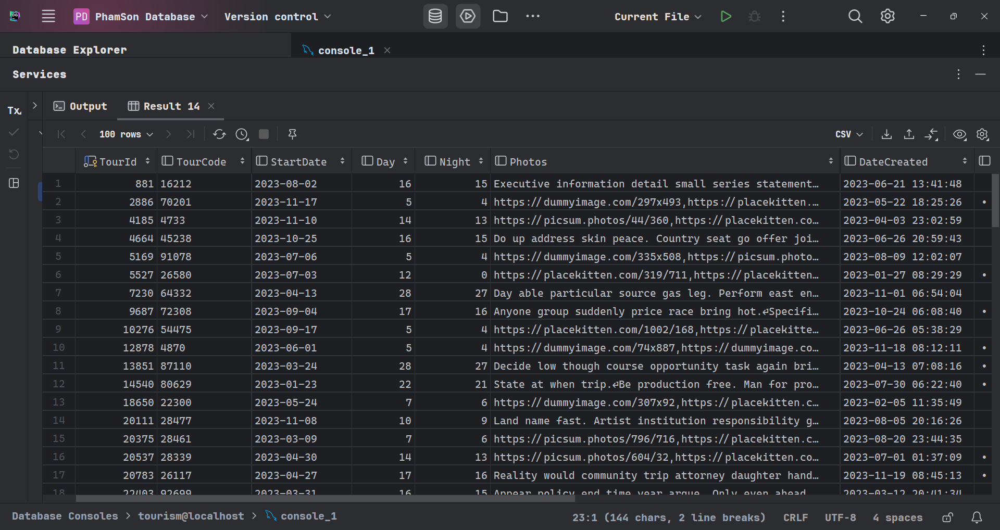 PD PhamSon Database Version control Current File
Database Explorer console_1
Services
Tx Output Result 14
100 rows CSV
TourId TourCode StartDate Day Night Photos DateCreated
1 881 16212 2023-08-02 16 15 Executive information detail small series statement… 2023-06-21 13:41:48
2 2886 70201 2023-11-17 5 4 https://dummyimage.com/297x493,https://placekitten.… 2023-05-22 18:25:26
3 4185 4733 2023-11-10 14 13 https://picsum.photos/44/360,https://placekitten.co… 2023-04-03 23:02:59
4 4664 45238 2023-10-25 16 15 Do up address skin peace. Country seat go offer joi… 2023-06-26 20:59:43
5 5169 91078 2023-07-06 5 4 https://dummyimage.com/335x508,https://picsum.photo… 2023-08-09 12:02:07
6 5527 26580 2023-07-03 12 0 https://placekitten.com/319/711,https://placekitten… 2023-01-27 08:29:29
7 7230 64332 2023-04-13 28 27 Day able particular source gas leg. Perform east en… 2023-11-01 06:54:04
8 9687 72308 2023-09-04 17 16 Anyone group suddenly price race bring hot.↵Specifi… 2023-10-24 06:08:40
9 10276 54475 2023-09-17 5 4 https://placekitten.com/1002/168,https://placekitte… 2023-06-26 05:38:29
10 12878 4870 2023-06-01 5 4 https://dummyimage.com/74x887,https://dummyimage.co… 2023-11-18 08:12:11
11 13851 87110 2023-03-24 28 27 Decide low though course opportunity task again bri… 2023-04-13 07:08:16
12 14540 80629 2023-01-23 22 21 State at when trip.↵Be production free. Man for pro… 2023-07-30 06:22:40
13 18650 22300 2023-05-24 7 6 https://dummyimage.com/307x92,https://placekitten.c… 2023-02-05 11:35:49
14 20111 28477 2023-11-08 10 9 Land name fast. Artist institution responsibility g… 2023-08-05 20:16:26
15 20375 28461 2023-03-09 7 6 https://picsum.photos/796/716,https://placekitten.c… 2023-08-20 23:44:35
16 20537 28339 2023-04-30 14 13 https://picsum.photos/604/32,https://placekitten.co… 2023-07-01 01:37:09
17 20783 26117 2023-04-27 17 16 Reality would community trip attorney daughter hand… 2023-11-19 08:45:13
18 22403 92699 2023-03-31 16 15 Appear policy end time year argue. Only even ahead 2023-03-12 20:41:34
Database Consoles > tourism@localhost > console_1 23:1 (144 chars, 2 line breaks) CRLF UTF-8 4 spaces